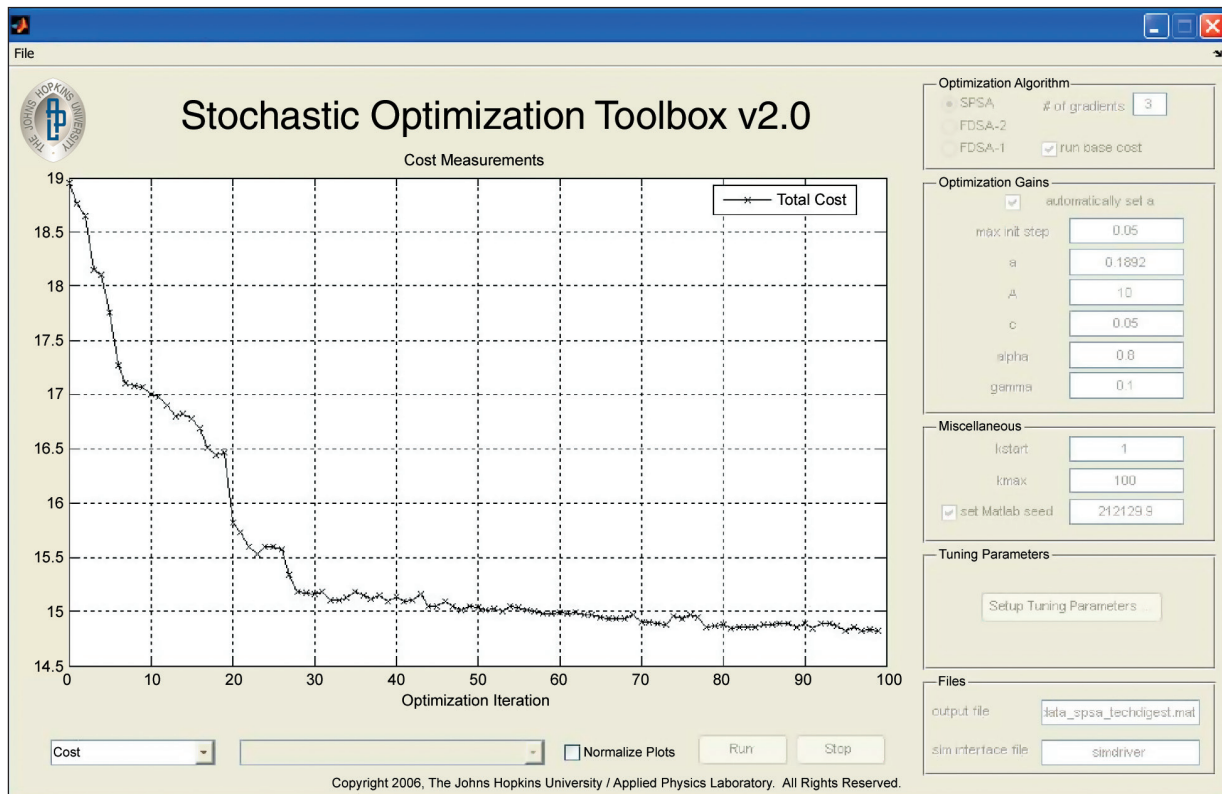 File
THE JOHNS HOPKINS UNIVERSITY
APL
Stochastic Optimization Toolbox v2.0
Cost Measurements
Total Cost
19
18.5
18
17.5
17
16.5
16
15.5
15
14.5
0 10 20 30 40 50 60 70 80 90 100
Optimization Iteration
Cost
Normalize Plots
Run
Stop
Copyright 2006, The Johns Hopkins University / Applied Physics Laboratory. All Rights Reserved.
Optimization Algorithm
SPSA # of gradients 3
FDSA-2
FDSA-1 run base cost
Optimization Gains
automatically set a
max init step 0.05
a 0.1892
A 10
c 0.05
alpha 0.8
gamma 0.1
Miscellaneous
kstart 1
kmax 100
set Matlab seed 212129.9
Tuning Parameters
Setup Tuning Parameters ...
Files
output file data_spsa_techdigest.mat
sim interface file simdriver